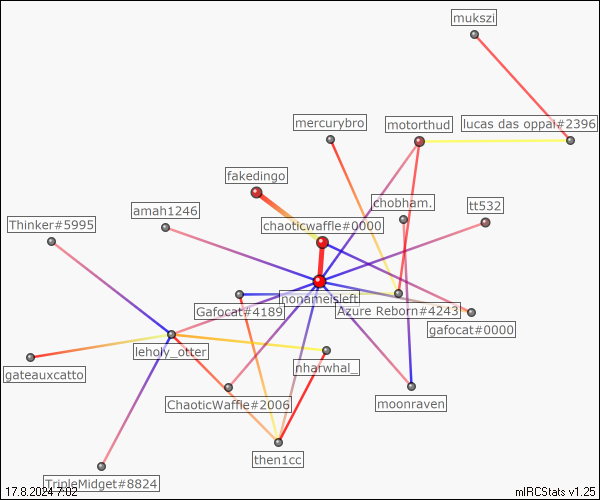 mukszi
mercurybro
motorthud
lucas das oppai#2396
fakedingo
chobham.
tt532
amah1246
Thinker#5995
chaoticwaffle#0000
nonameisleft
Gafocat#4189
Azure Reborn#4243
gafocat#0000
leholy_otter
nharwhal_
gateauxcatto
ChaoticWaffle#2006
moonraven
then1cc
TripleMidget#8824
17.8.2024 7:02
mIRCStats v1.25